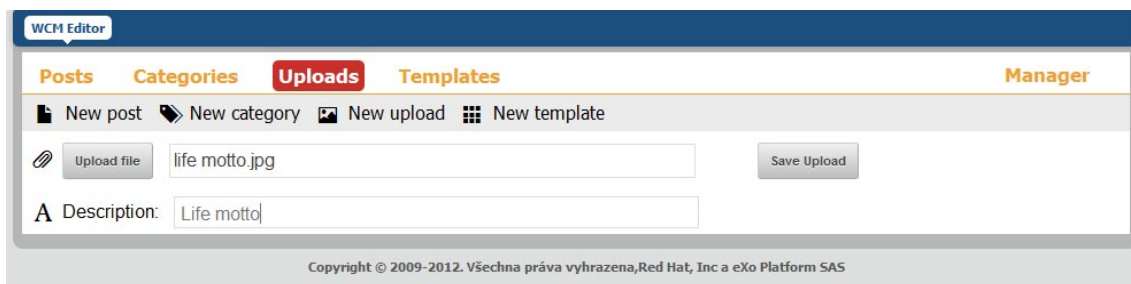 WCM Editor
Posts Categories Uploads Templates Manager
New post New category New upload New template
Upload file life motto.jpg Save Upload
A Description: Life motto
Copyright © 2009-2012. Všechna práva vyhrazena,Red Hat, Inc a eXo Platform SAS